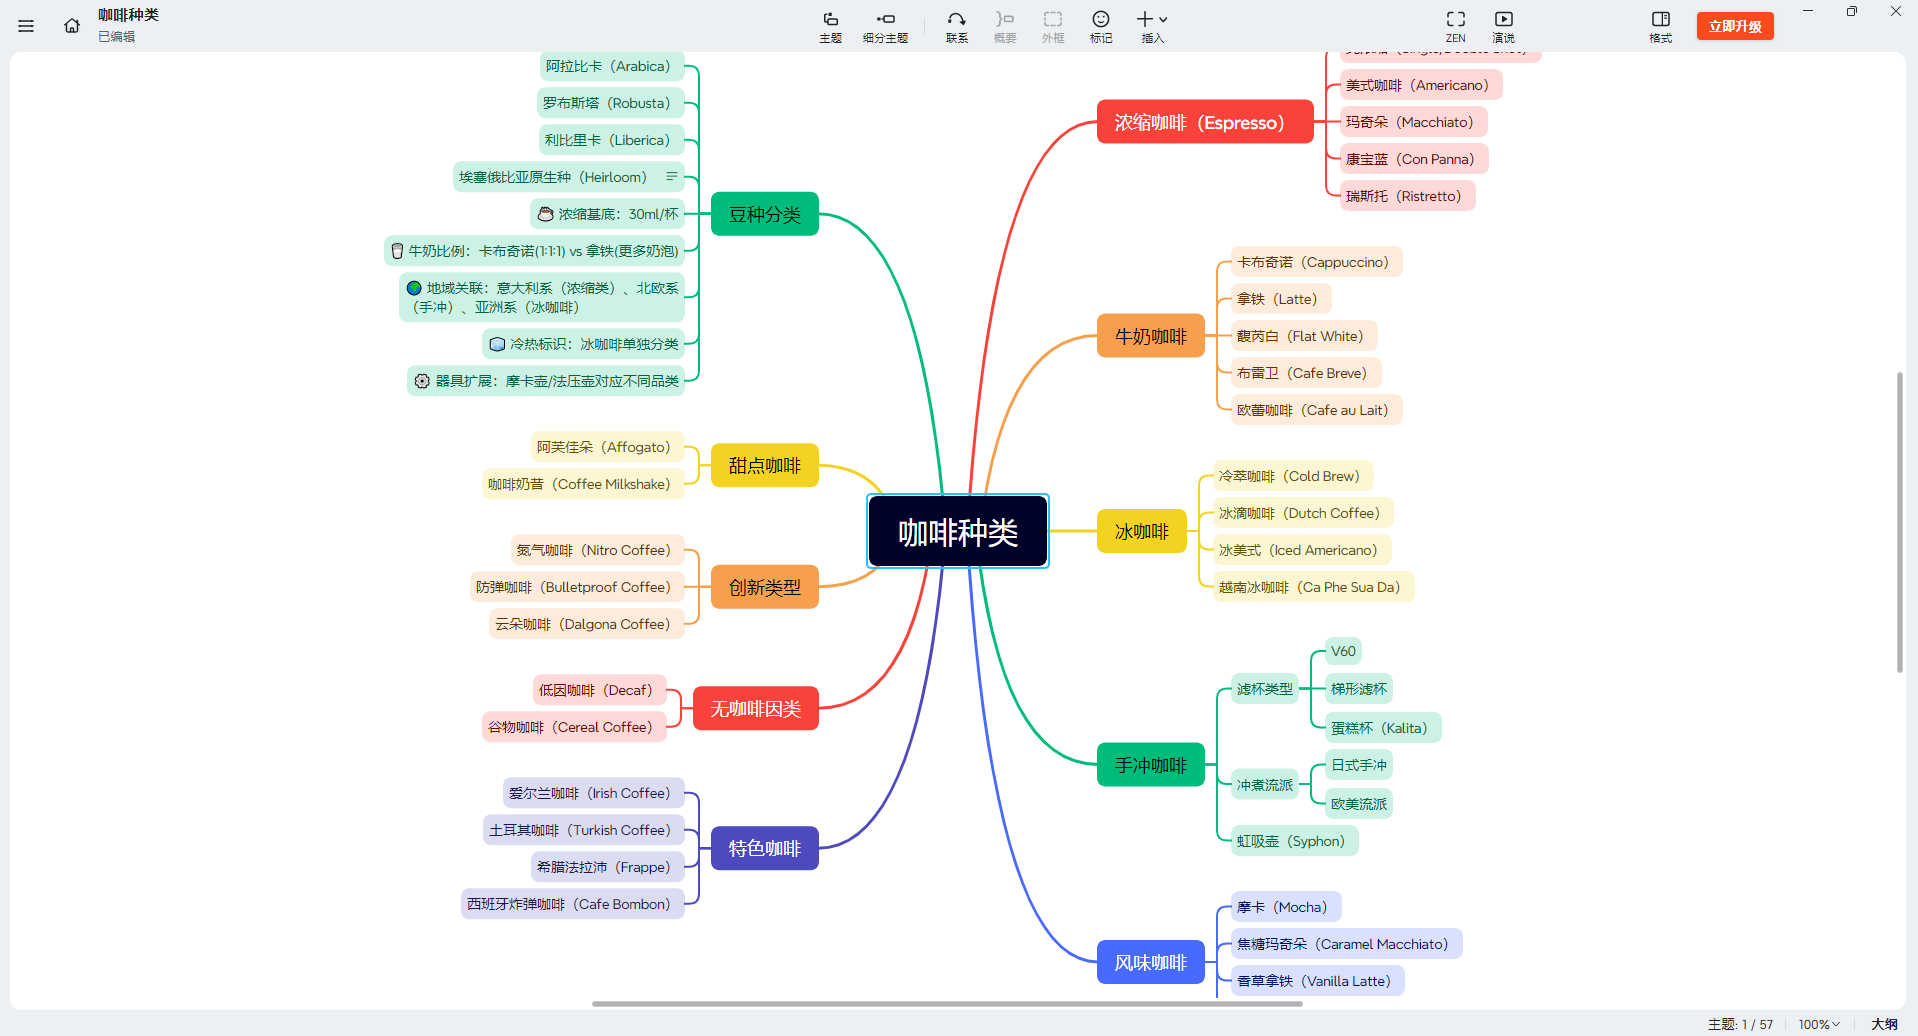 咖啡种类
已编辑
主题
细分主题
联系
概要
外框
标记
插入
ZEN
演说
格式
立即升级
阿拉比卡（Arabica）
罗布斯塔（Robusta）
利比里卡（Liberica）
埃塞俄比亚原生种（Heirloom）
浓缩基底：30ml/杯
牛奶比例：卡布奇诺(1:1:1) vs 拿铁(更多奶泡)
地域关联：意大利系（浓缩类）、北欧系
（手冲）、亚洲系（冰咖啡）
冷热标识：冰咖啡单独分类
器具扩展：摩卡壶/法压壶对应不同品类
豆种分类
阿芙佳朵（Affogato）
咖啡奶昔（Coffee Milkshake）
甜点咖啡
氮气咖啡（Nitro Coffee）
防弹咖啡（Bulletproof Coffee）
云朵咖啡（Dalgona Coffee）
创新类型
低因咖啡（Decaf）
谷物咖啡（Cereal Coffee）
无咖啡因类
爱尔兰咖啡（Irish Coffee）
土耳其咖啡（Turkish Coffee）
希腊法拉沛（Frappe）
西班牙炸弹咖啡（Cafe Bombon）
特色咖啡
咖啡种类
浓缩咖啡（Espresso）
美式咖啡（Americano）
玛奇朵（Macchiato）
康宝蓝（Con Panna）
瑞斯托（Ristretto）
牛奶咖啡
卡布奇诺（Cappuccino）
拿铁（Latte）
馥芮白（Flat White）
布雷卫（Cafe Breve）
欧蕾咖啡（Cafe au Lait）
冰咖啡
冷萃咖啡（Cold Brew）
冰滴咖啡（Dutch Coffee）
冰美式（Iced Americano）
越南冰咖啡（Ca Phe Sua Da）
手冲咖啡
滤杯类型
V60
梯形滤杯
蛋糕杯（Kalita）
冲煮流派
日式手冲
欧美流派
虹吸壶（Syphon）
风味咖啡
摩卡（Mocha）
焦糖玛奇朵（Caramel Macchiato）
香草拿铁（Vanilla Latte）
主题: 1 / 57
100%
大纲